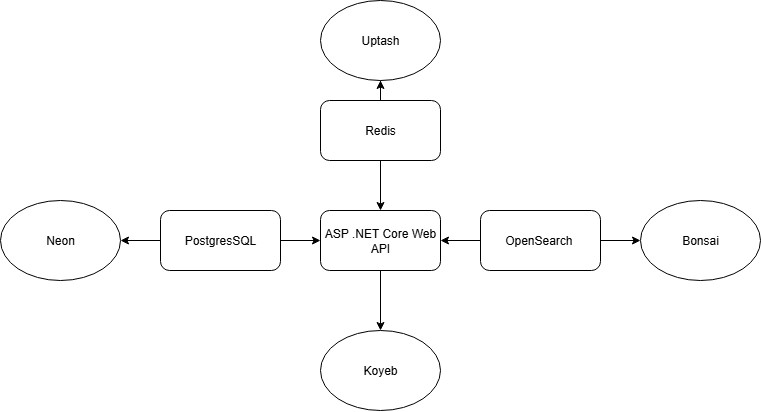 Uptash
Redis
Neon
PostgresSQL
ASP .NET Core Web
API
OpenSearch
Bonsai
Koyeb